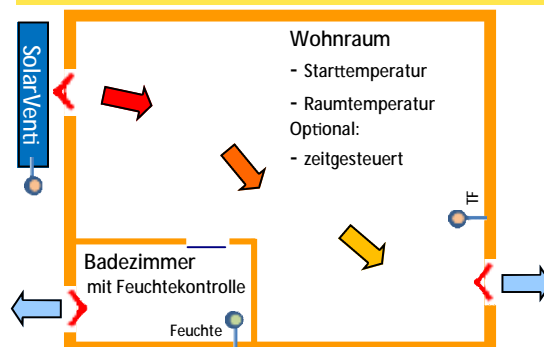 SolarVenti
Wohnraum
- Starttemperatur
- Raumtemperatur
Optional:
- zeitgesteuert
TF
Badezimmer
mit Feuchtekontrolle
Feuchte